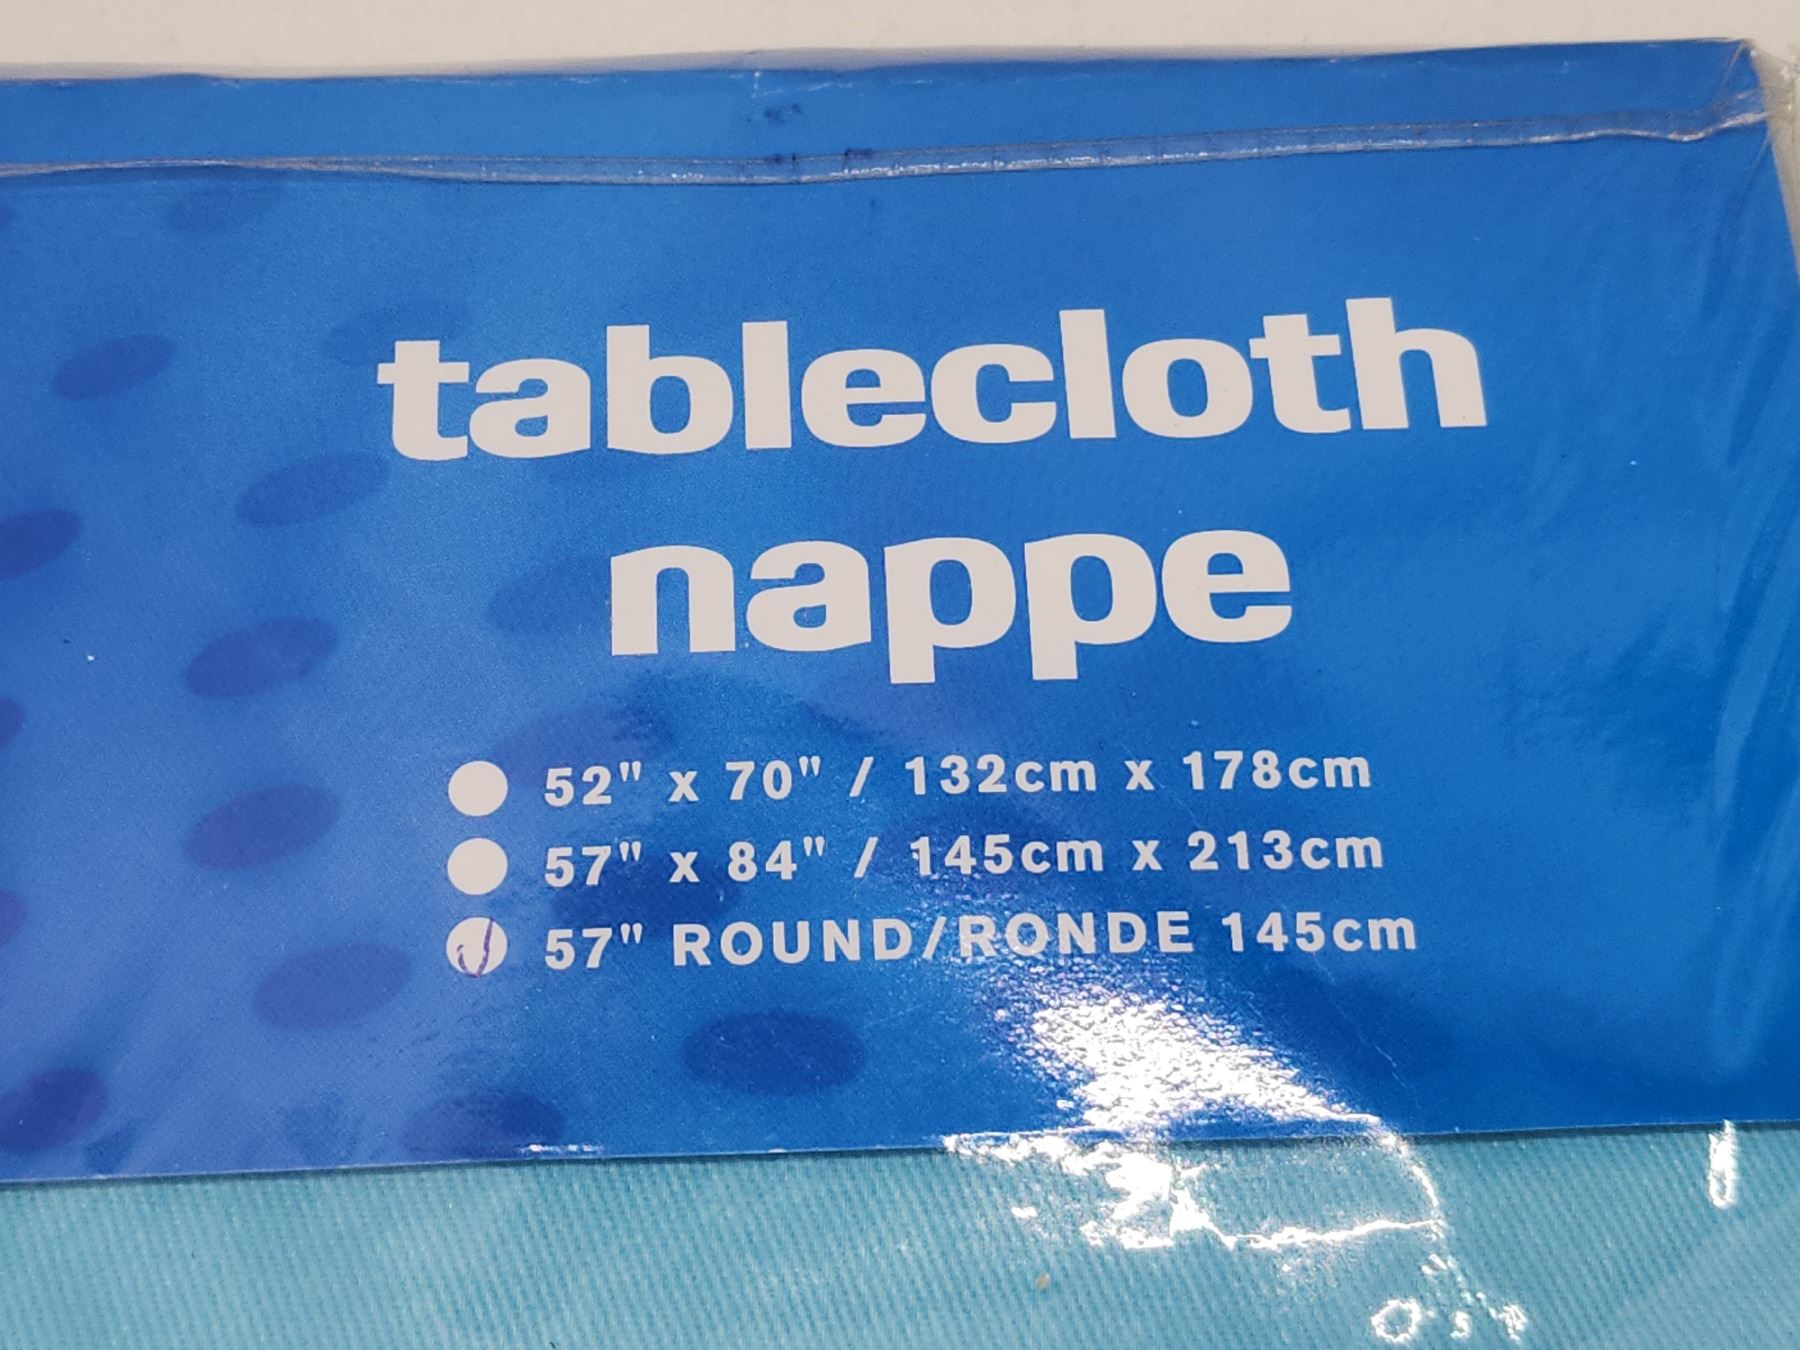 tablecloth
nappe
52" x 70" / 132cm x 178cm
57" x 84" / 145cm x 213cm
57" ROUND/RONDE 145cm